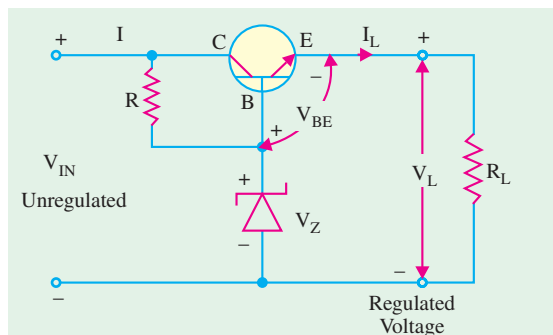 + I C E I_L +
R B − V_BE
+
V_IN
Unregulated
+
V_Z
−
V_L R_L
− −
Regulated
Voltage